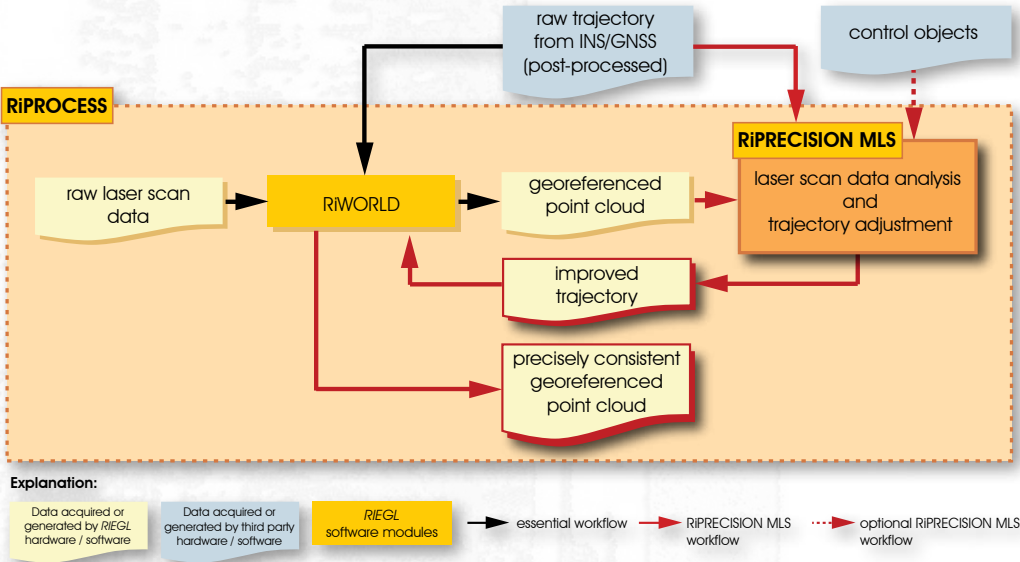 raw trajectory
from INS/GNSS
(post-processed)
control objects
RiPROCESS
RiPRECISION MLS
raw laser scan
data
RiWORLD
georeferenced
point cloud
laser scan data analysis
and
trajectory adjustment
improved
trajectory
precisely consistent
georeferenced
point cloud
Explanation:
Data acquired or
generated by RIEGL
hardware / software
Data acquired or
generated by third party
hardware / software
RIEGL
software modules
essential workflow
RiPRECISION MLS
workflow
optional RiPRECISION MLS
workflow